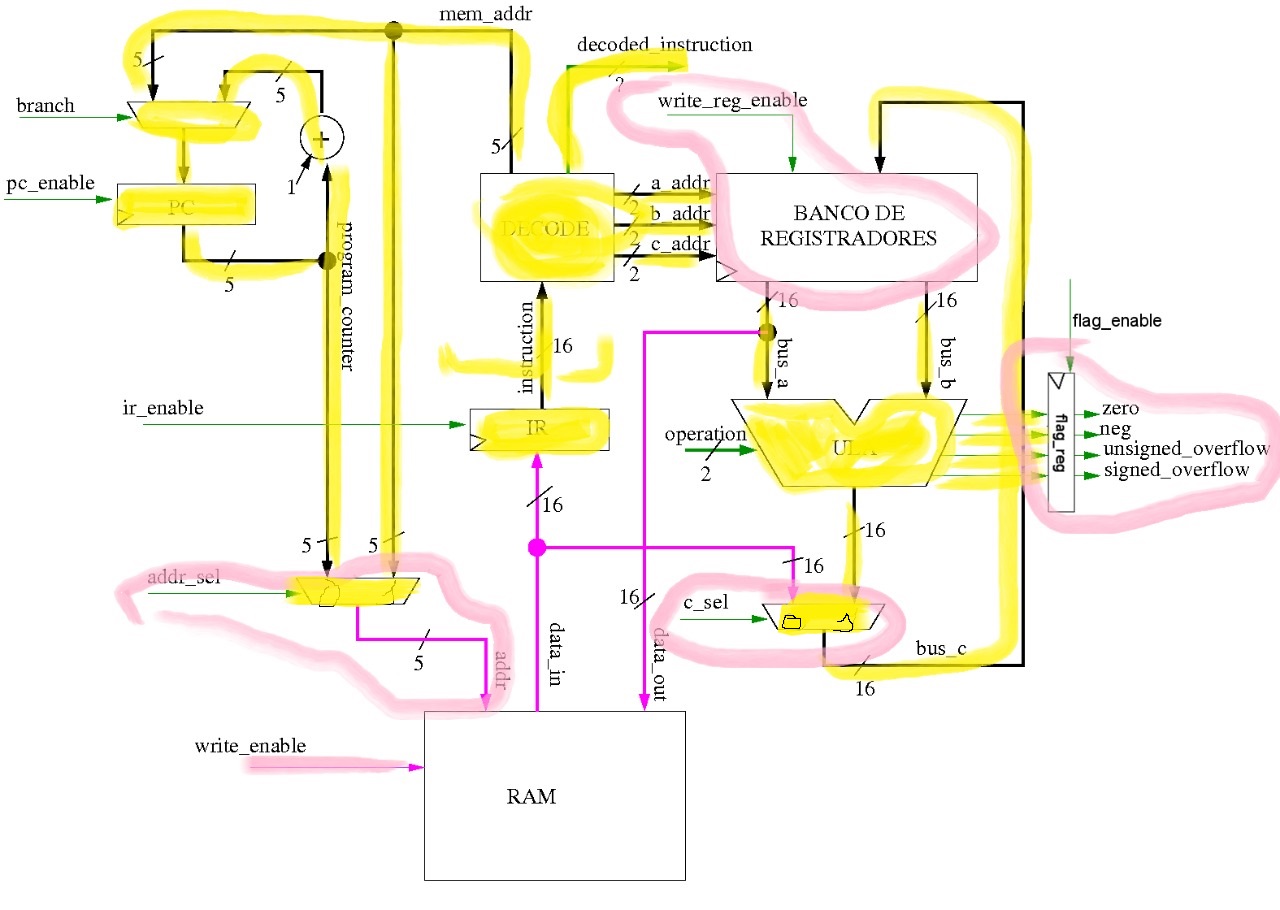 mem_addr
decoded_instruction
5
5
?
branch
write_reg_enable
+
5
1
pc_enable
PC
a_addr
2
b_addr
2
c_addr
2
DECODE
BANCO DE
REGISTRADORES
5
program_counter
instruction
16
16
16
bus_a
bus_b
flag_enable
ir_enable
IR
operation
2
ULA
flag_reg
zero
neg
unsigned_overflow
signed_overflow
16
16
5
5
16
addr_sel
16
c_sel
5
addr
data_in
data_out
bus_c
16
write_enable
RAM